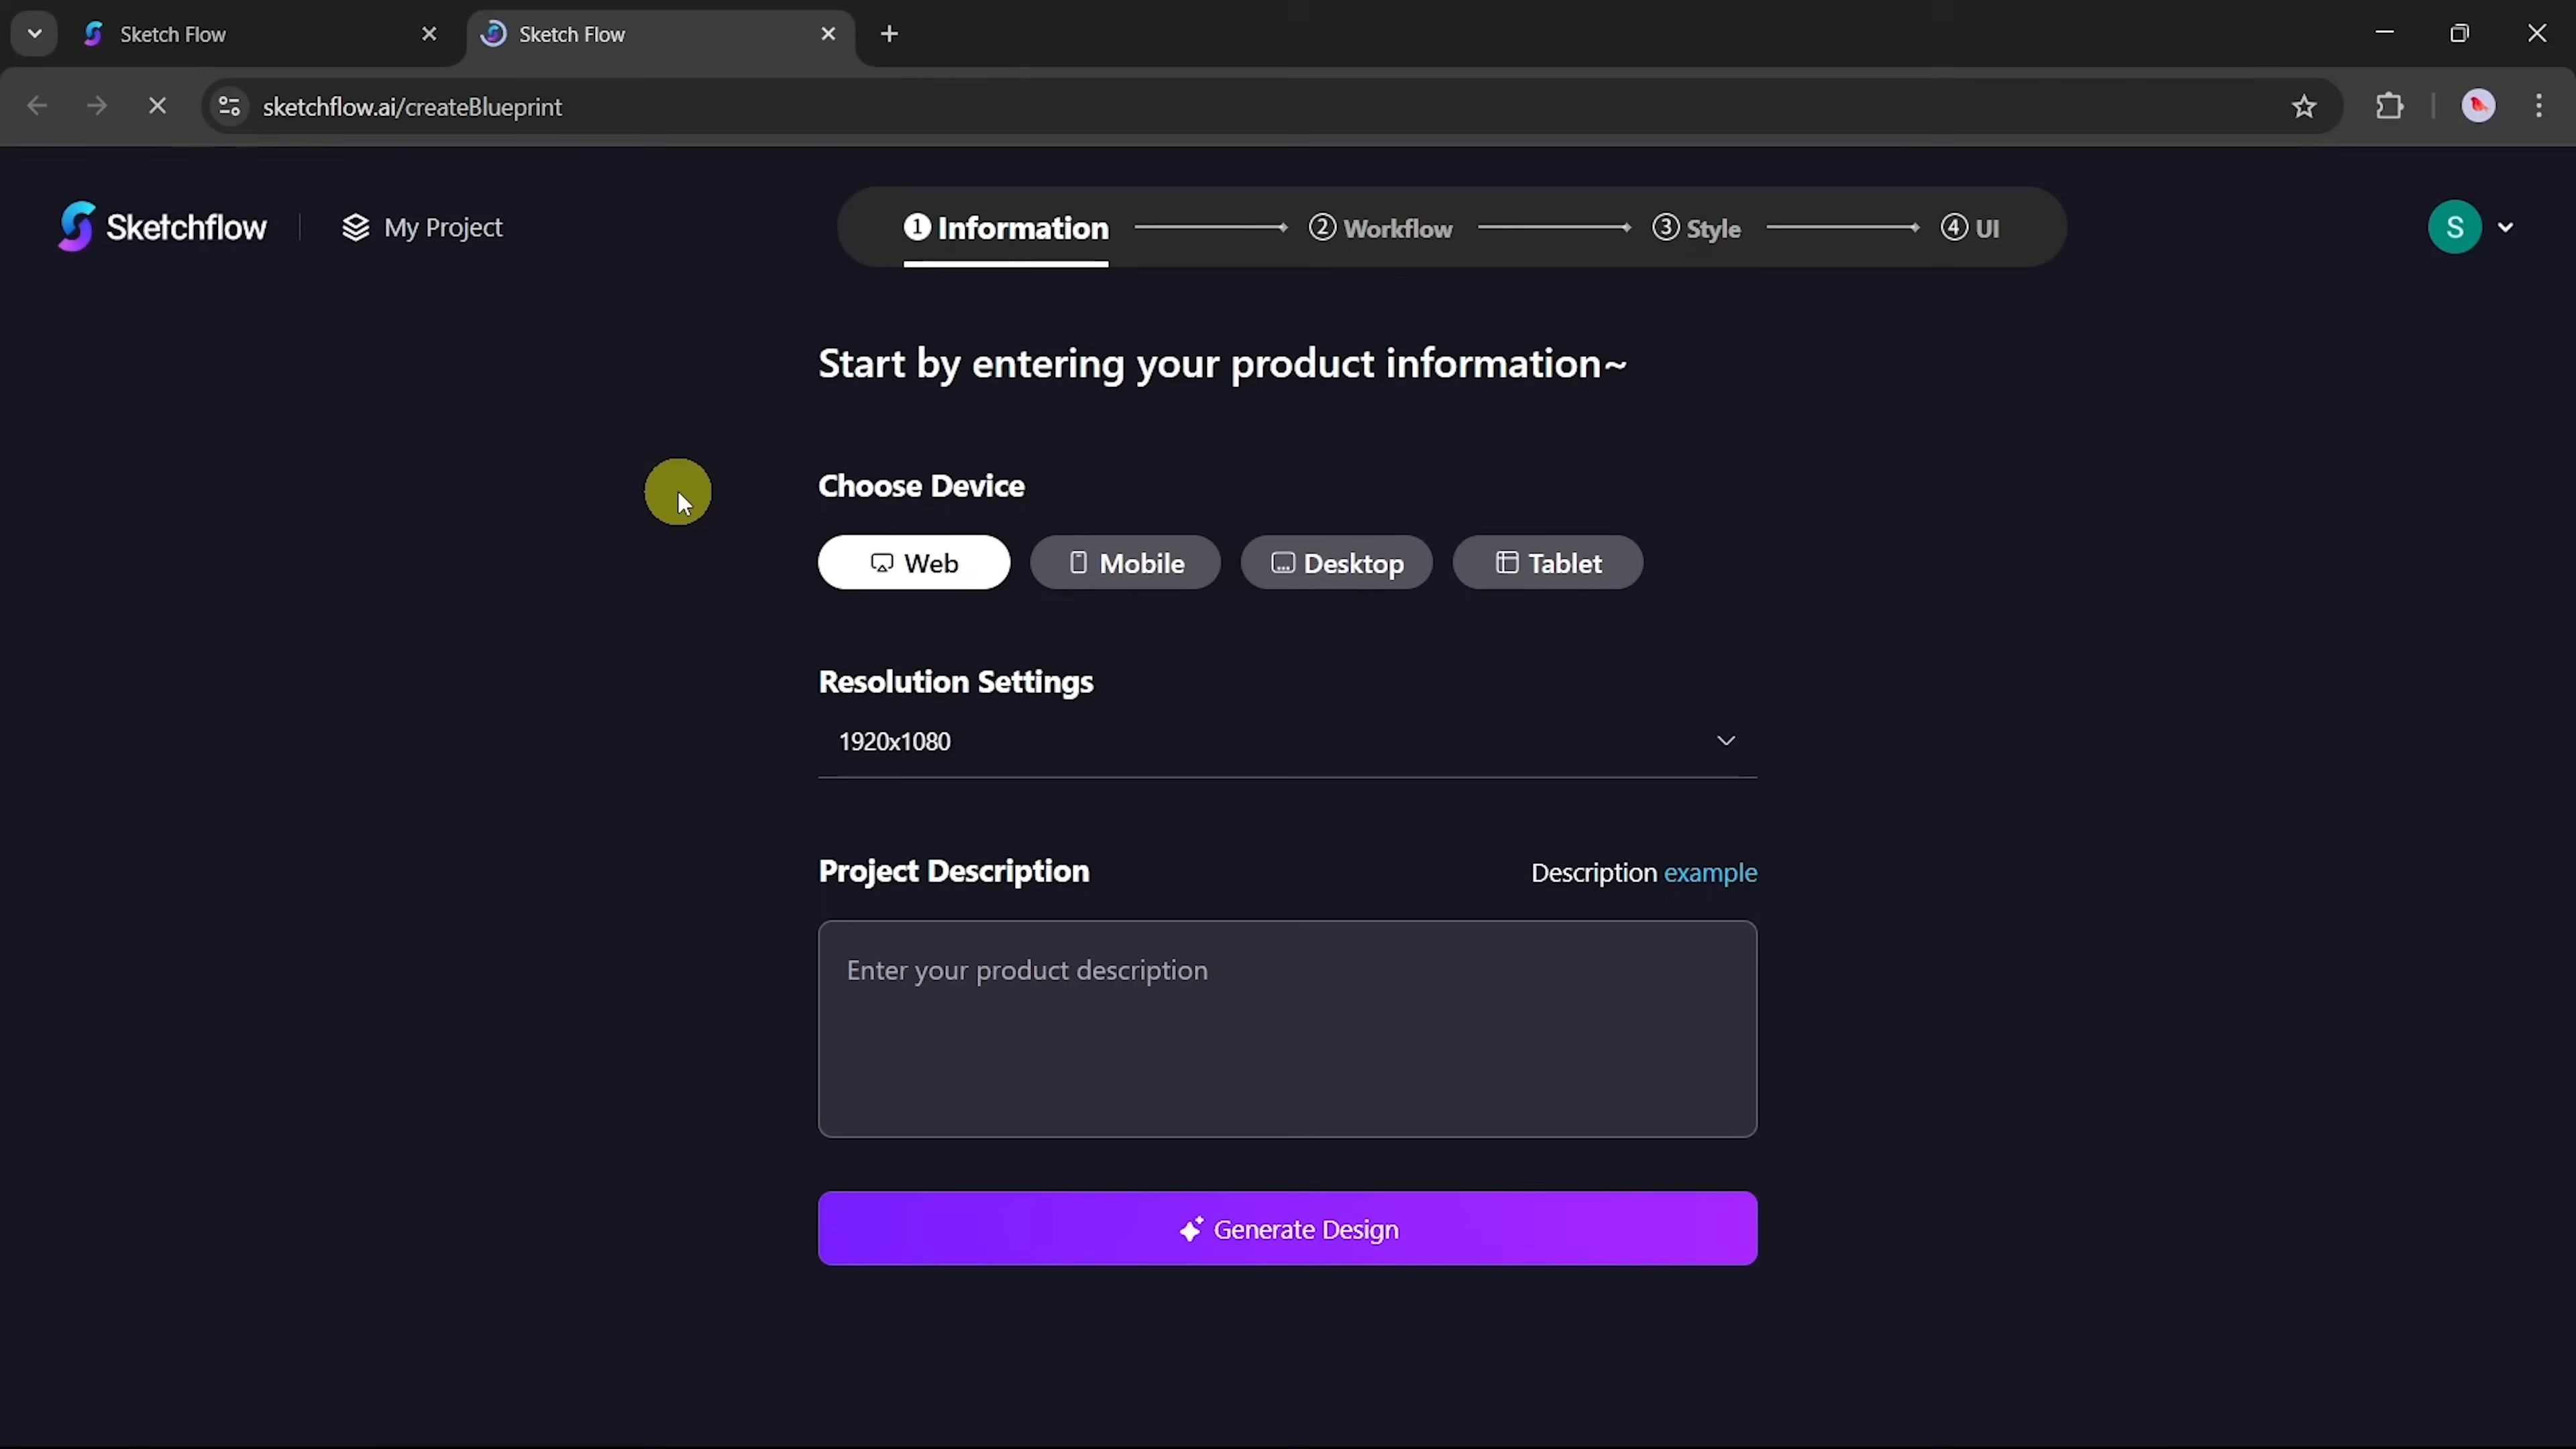 Sketch Flow
Sketch Flow
sketchflow.ai/createBlueprint
Sketchflow
My Project
1 Information
2 Workflow
3 Style
4 UI
S
Start by entering your product information~
Choose Device
Web
Mobile
Desktop
Tablet
Resolution Settings
1920x1080
Project Description
Description example
Enter your product description
Generate Design